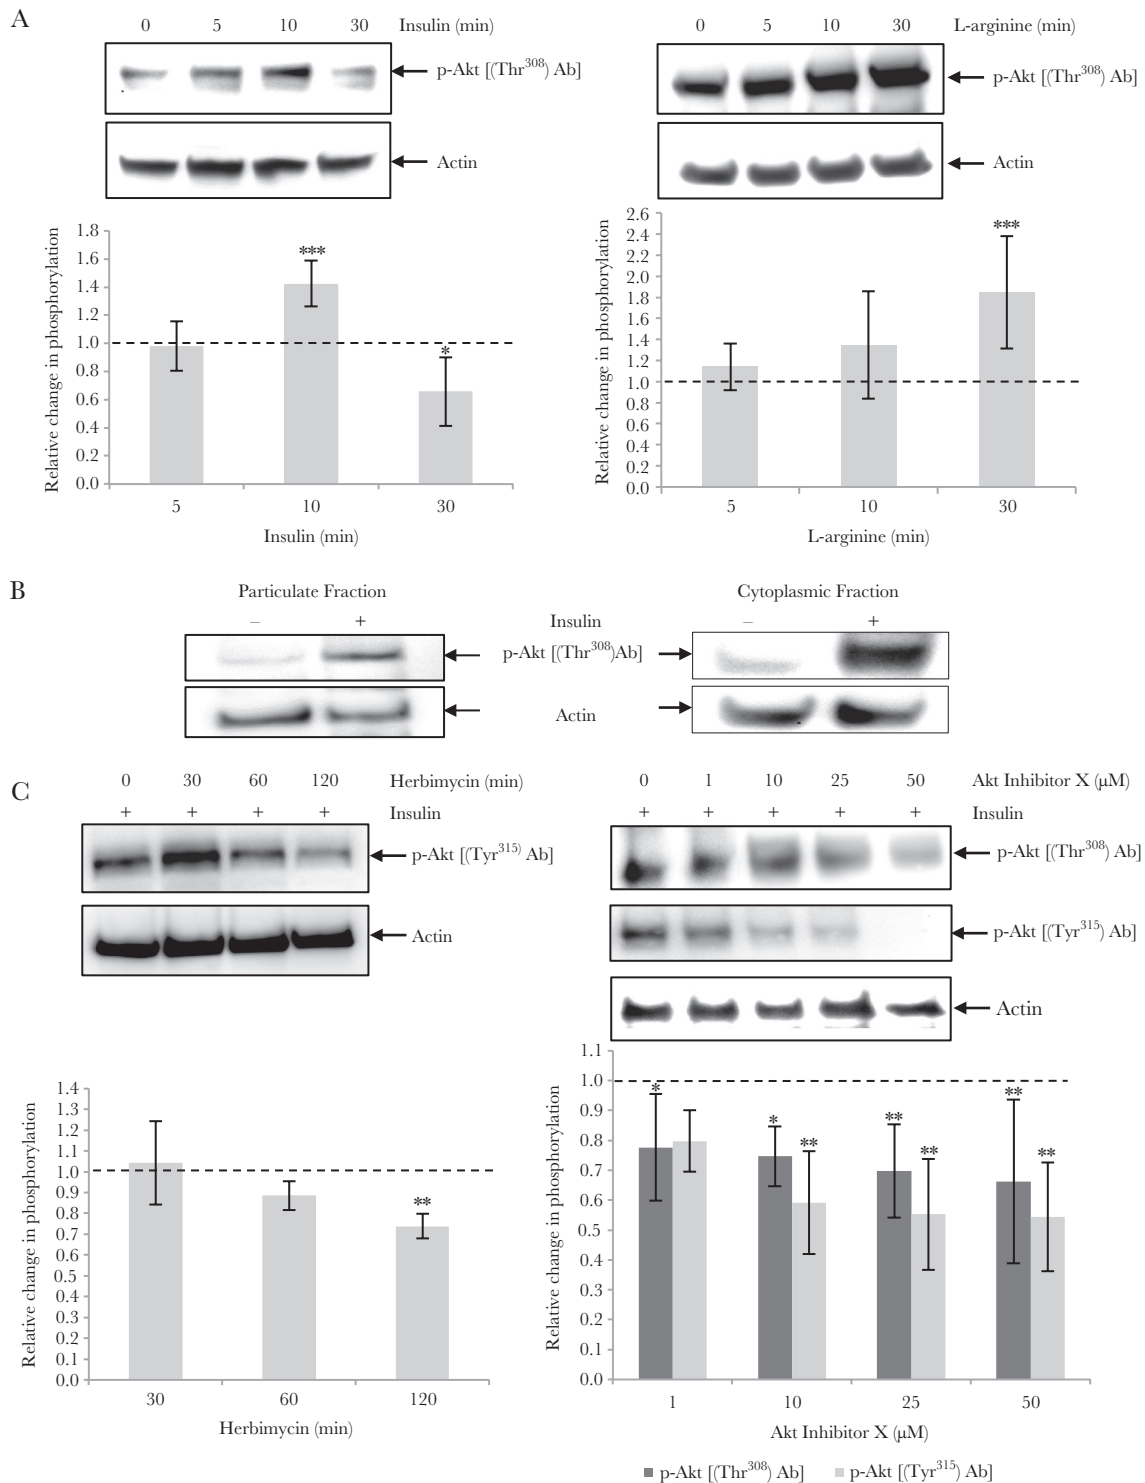 A
0 5 10 30 Insulin (min)
p-Akt [(Thr308) Ab]
Actin
0 5 10 30 L-arginine (min)
p-Akt [(Thr308) Ab]
Actin
Relative change in phosphorylation
1.8
1.6
1.4
1.2
1.0
0.8
0.6
0.4
0.2
0.0
***
*
5 10 30
Insulin (min)
Relative change in phosphorylation
2.6
2.4
2.2
2.0
1.8
1.6
1.4
1.2
1.0
0.8
0.6
0.4
0.2
0.0
***
5 10 30
L-arginine (min)
B
Particulate Fraction Cytoplasmic Fraction
– + Insulin – +
p-Akt [(Thr308)Ab]
Actin
C
0 30 60 120 Herbimycin (min)
+ + + + Insulin
p-Akt [(Tyr315) Ab]
Actin
0 1 10 25 50 Akt Inhibitor X (µM)
+ + + + + Insulin
p-Akt [(Thr308) Ab]
p-Akt [(Tyr315) Ab]
Actin
Relative change in phosphorylation
1.4
1.3
1.2
1.1
1.0
0.9
0.8
0.7
0.6
0.5
0.4
0.3
0.2
0.1
0.0
**
30 60 120
Herbimycin (min)
Relative change in phosphorylation
1.1
1.0
0.9
0.8
0.7
0.6
0.5
0.4
0.3
0.2
0.1
0.0
* * ** ** ** ** **
1 10 25 50
Akt Inhibitor X (µM)
p-Akt [(Thr308) Ab] p-Akt [(Tyr315) Ab]